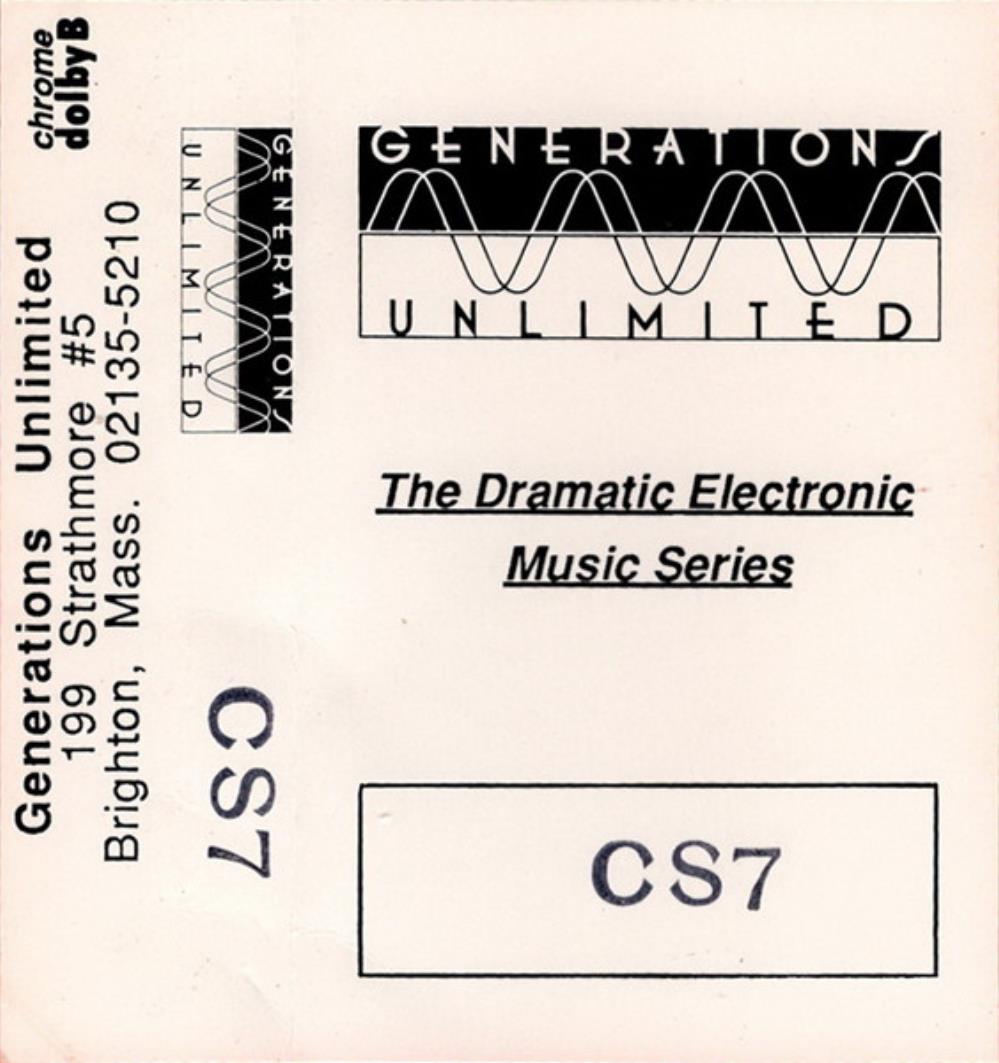 chrome
dolby B
Generations Unlimited
199 Strathmore #5
Brighton, Mass. 02135-5210
GENERATIONS
UNLIMITED
CS7
GENERATIONS
UNLIMITED
The Dramatic Electronic
Music Series
CS7